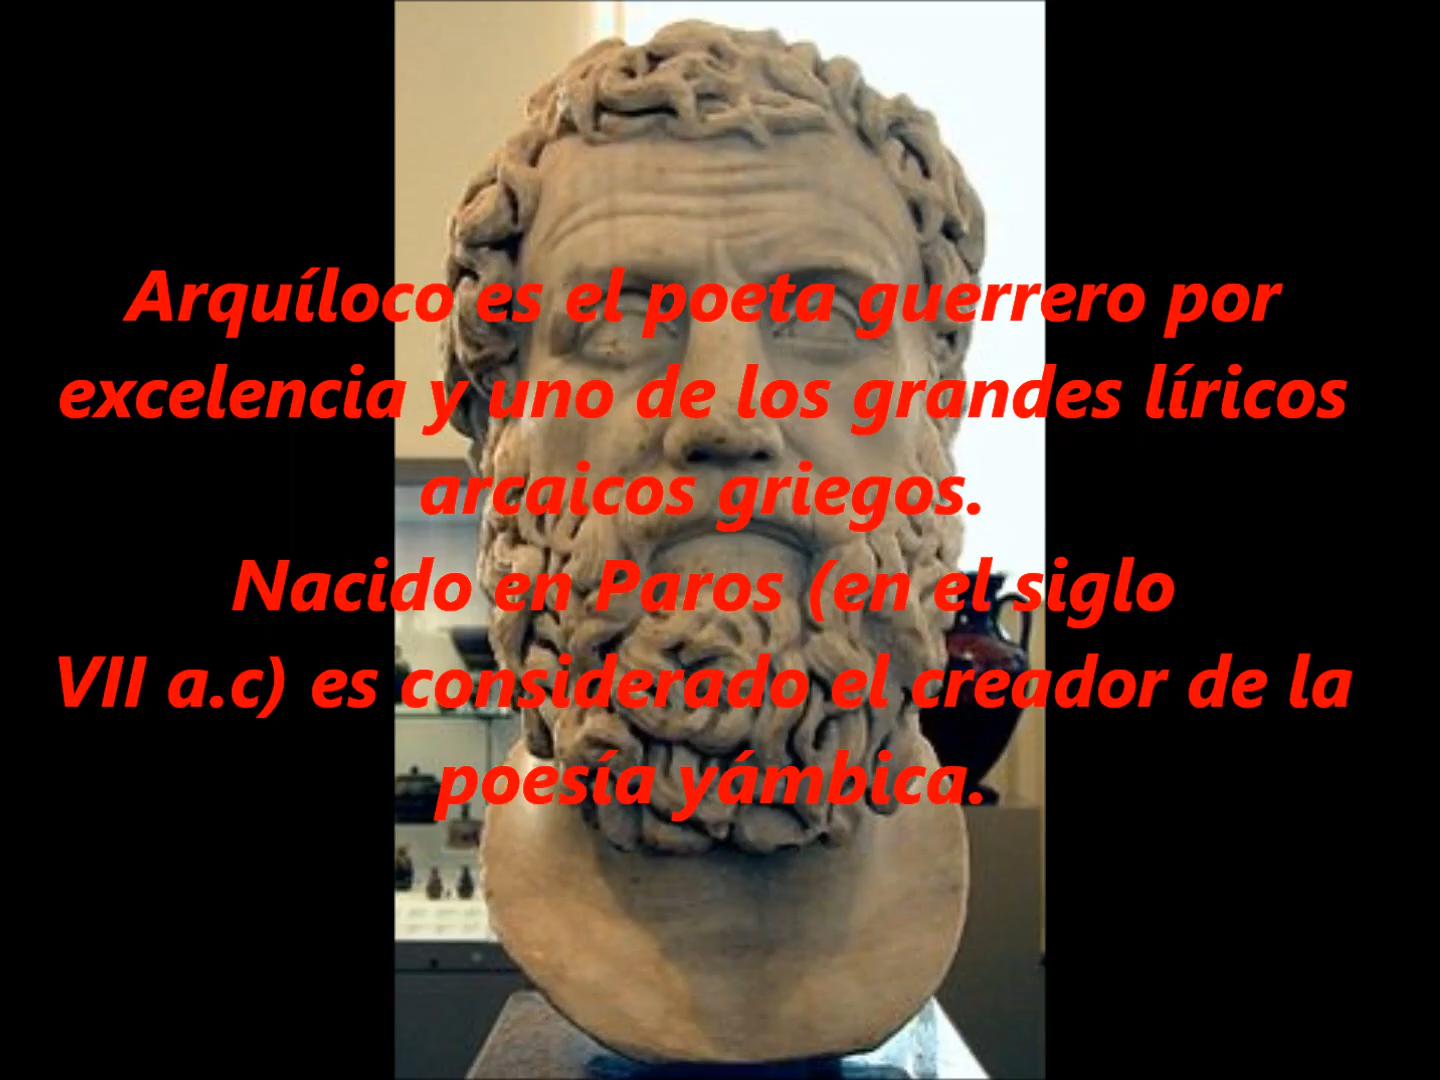 Arquíloco es el poeta guerrero por
excelencia y uno de los grandes líricos
arcaicos griegos.
Nacido en Paros (en el siglo
VII a.c) es considerado el creador de la
poesía yámbica.